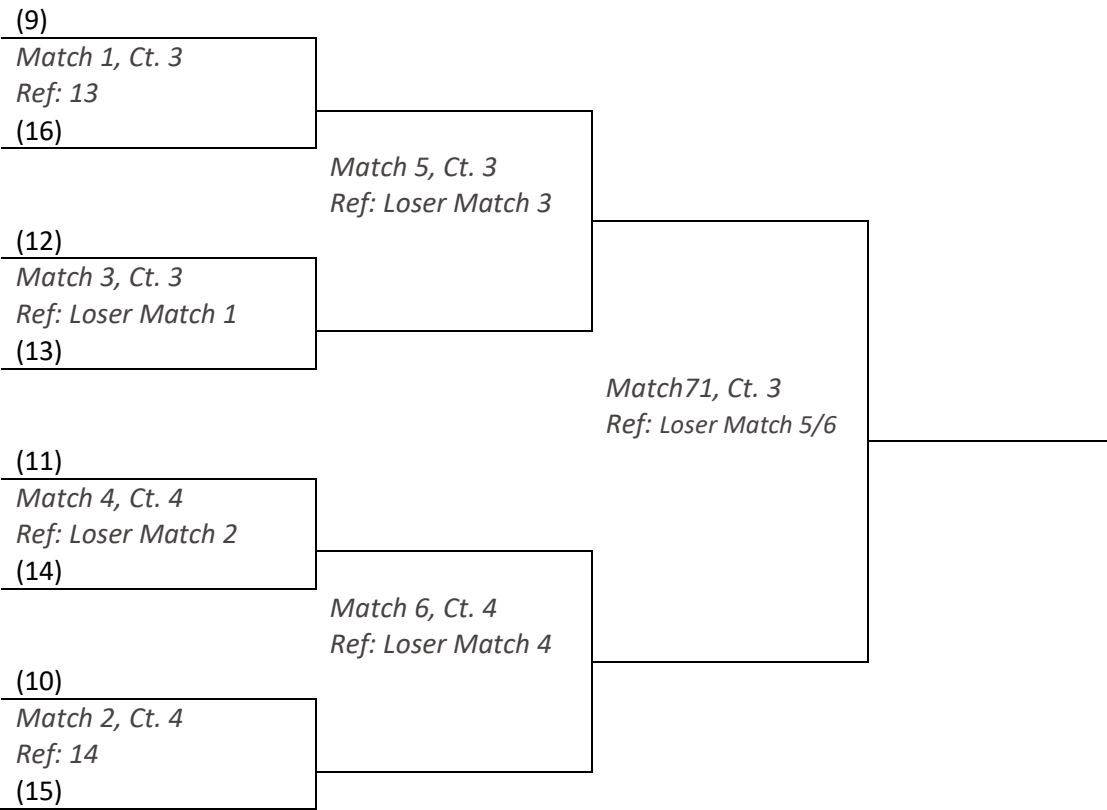 (9)
Match 1, Ct. 3
Ref: 13
(16)
Match 5, Ct. 3
Ref: Loser Match 3
(12)
Match 3, Ct. 3
Ref: Loser Match 1
(13)
Match71, Ct. 3
Ref: Loser Match 5/6
(11)
Match 4, Ct. 4
Ref: Loser Match 2
(14)
Match 6, Ct. 4
Ref: Loser Match 4
(10)
Match 2, Ct. 4
Ref: 14
(15)